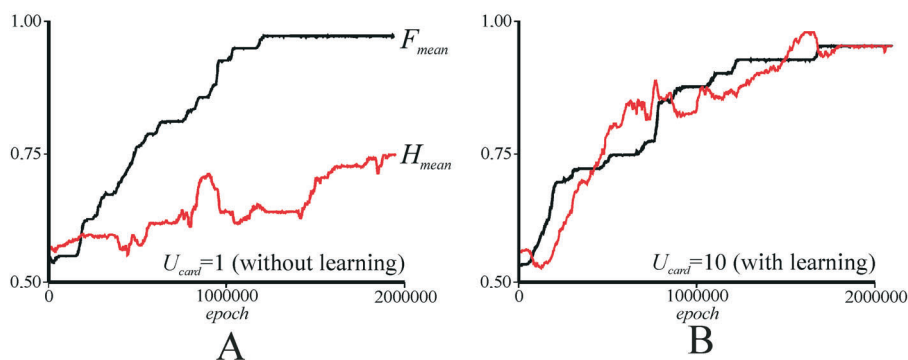 1.00
F mean
0.75
H mean
U card=1 (without learning)
0.50
0
1000000
2000000
epoch
A
1.00
0.75
U card=10 (with learning)
0.50
0
1000000
2000000
epoch
B